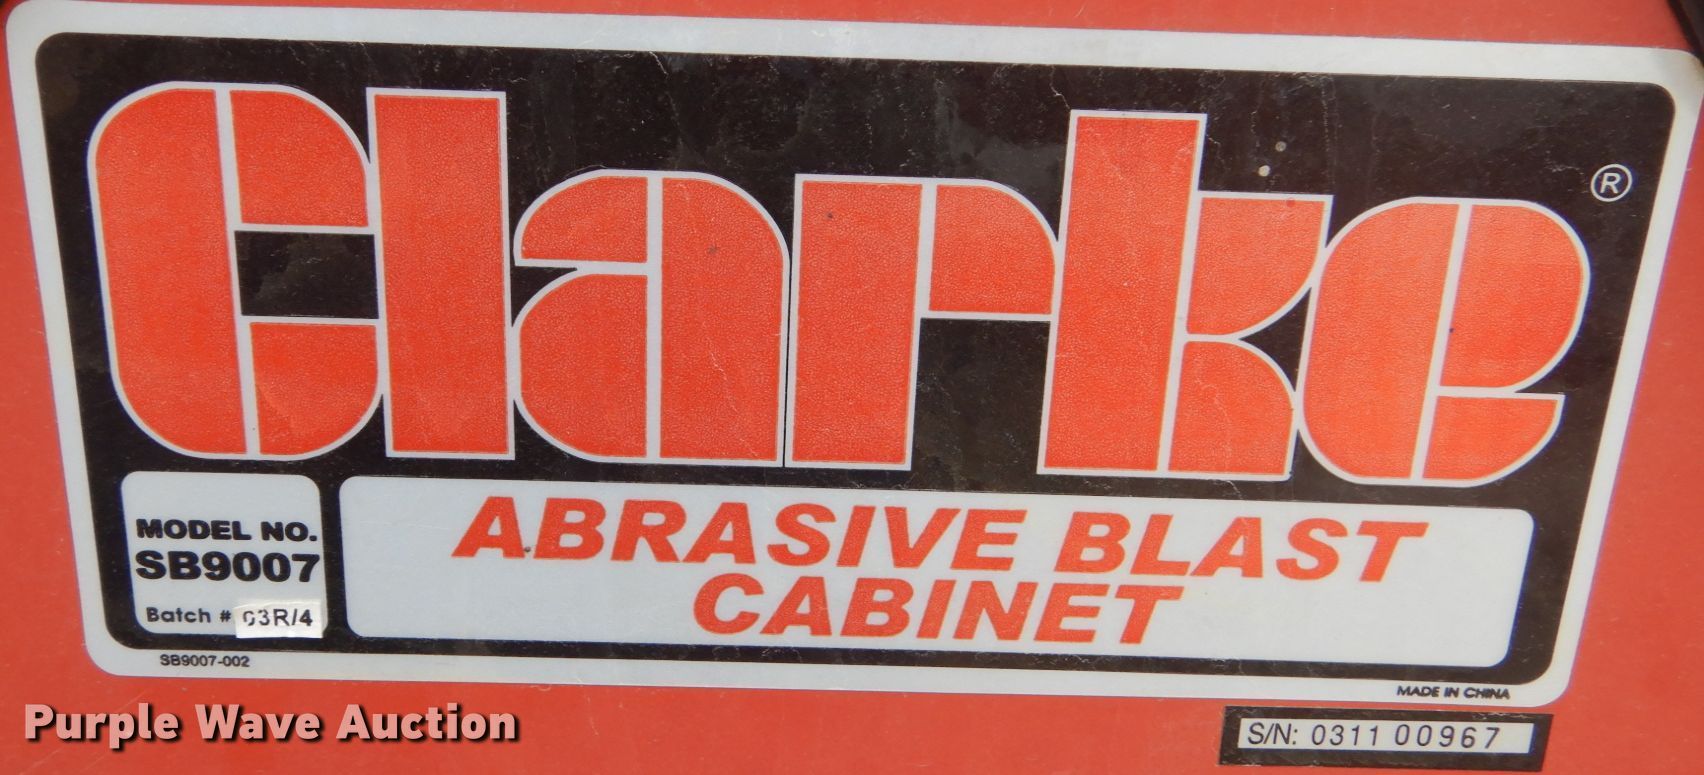 Clarke®
MODEL NO.
SB9007
Batch # 03R/4
ABRASIVE BLAST
CABINET
SB9007-002
MADE IN CHINA
Purple Wave Auction
S/N: 0311 00967